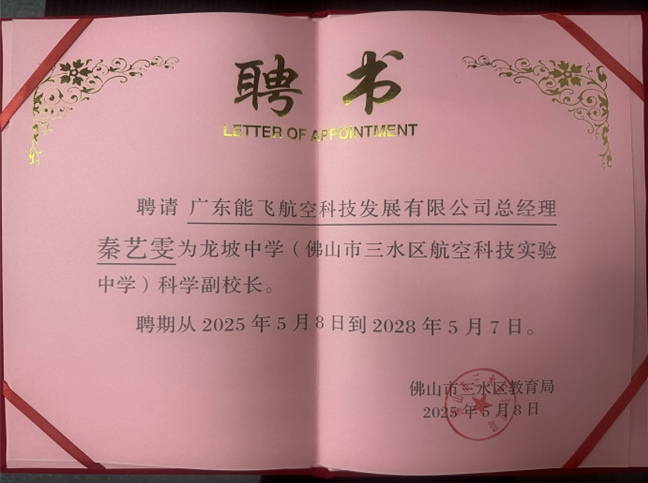 聘书
LETTER OF APPOINTMENT
聘请 广东能飞航空科技发展有限公司总经理
秦艺雯为龙坡中学（佛山市三水区航空科技实验
中学）科学副校长。
聘期从 2025 年 5 月 8 日到 2028 年 5 月 7 日。
佛山市三水区教育局
2025 年 5 月 8 日